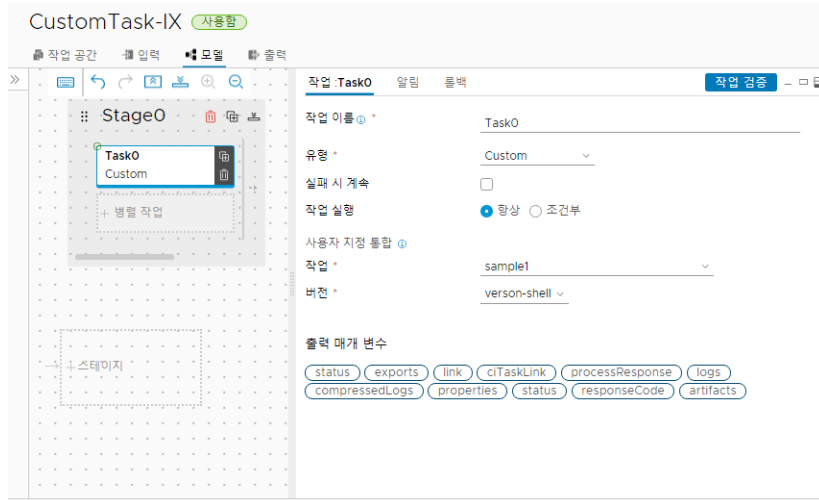 CustomTask-IX 사용함
작업 공간 입력 모델 출력
작업 :Task0 알림 롤백 작업 검증
Stage0
Task0
Custom
+ 병렬 작업
+ 스테이지
작업 이름 * Task0
유형 * Custom
실패 시 계속
작업 실행 항상 조건부
사용자 지정 통합
작업 * sample1
버전 * verson-shell
출력 매개 변수
status exports link ciTaskLink processResponse logs
compressedLogs properties status responseCode artifacts